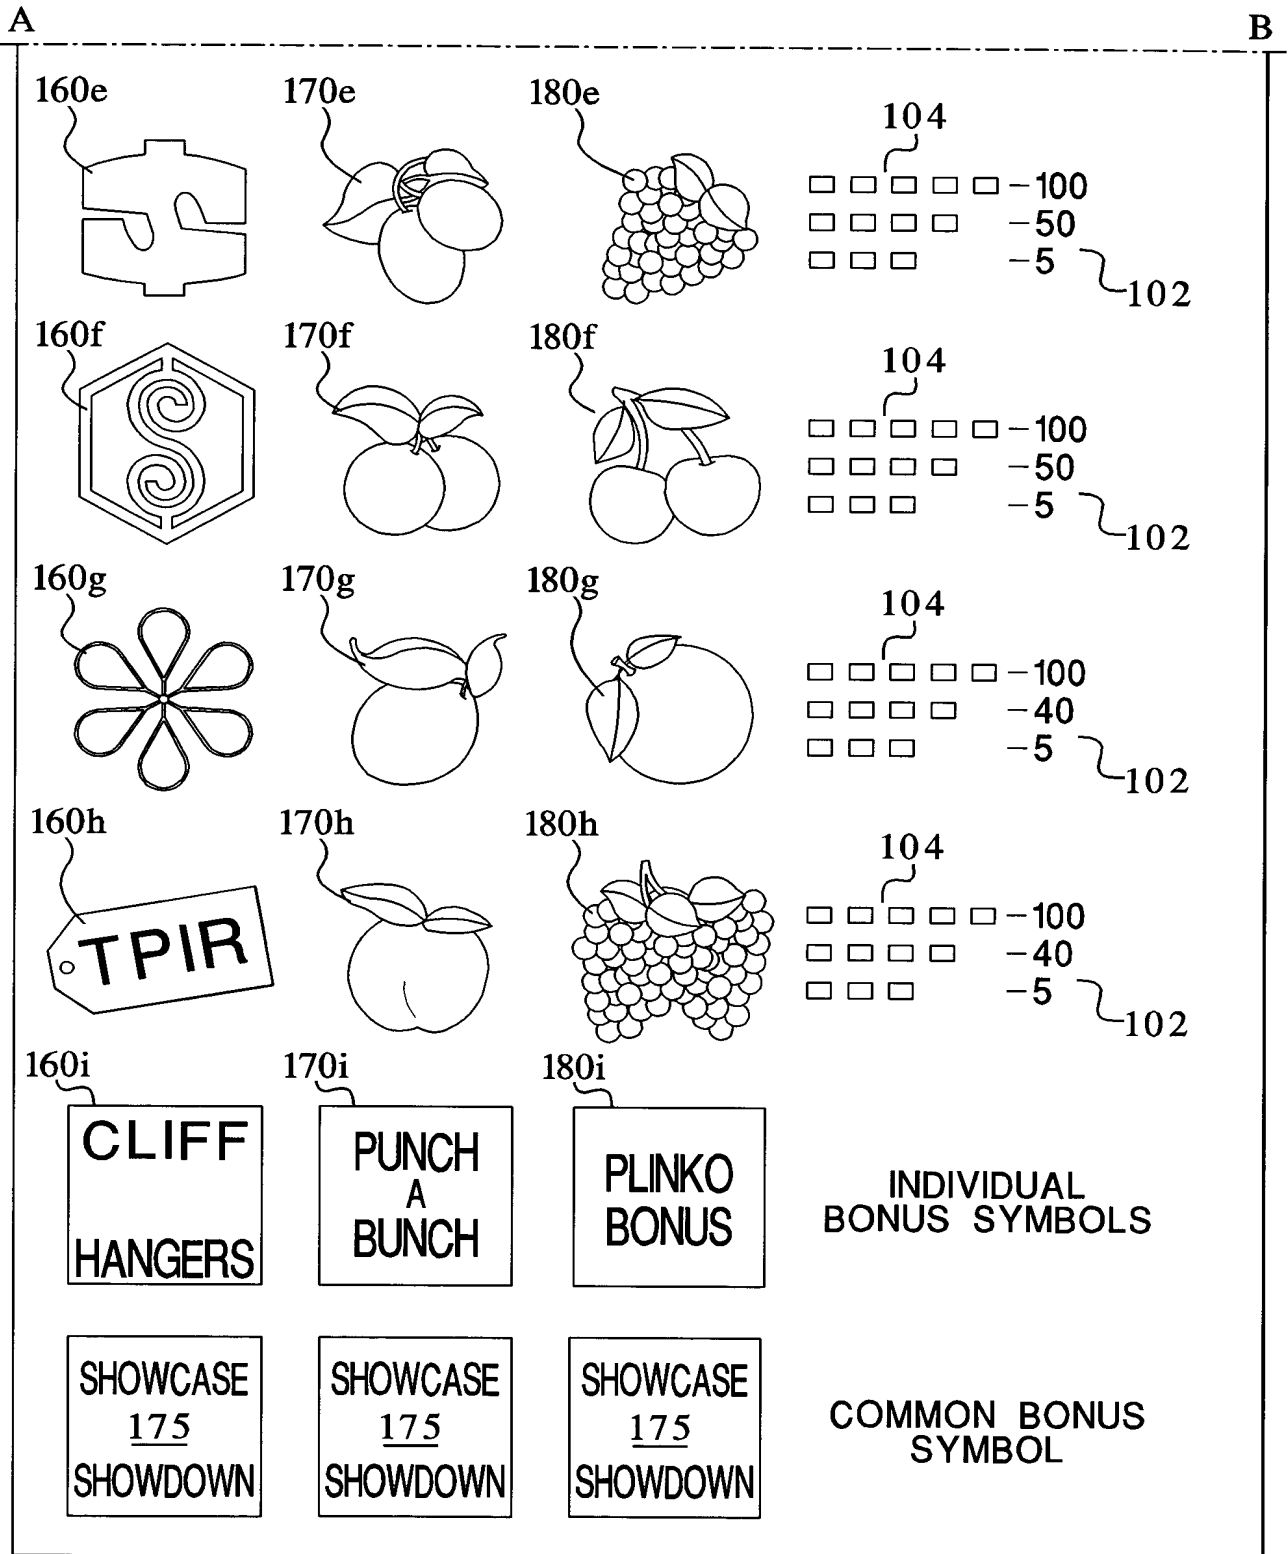 A B
160e 170e 180e 104
-100
-50
-5
102
160f 170f 180f 104
-100
-50
-5
102
160g 170g 180g 104
-100
-40
-5
102
160h 170h 180h 104
TPIR
-100
-40
-5
102
160i 170i 180i
CLIFF
HANGERS
PUNCH
A
BUNCH
PLINKO
BONUS
INDIVIDUAL
BONUS SYMBOLS
SHOWCASE
175
SHOWDOWN
SHOWCASE
175
SHOWDOWN
SHOWCASE
175
SHOWDOWN
COMMON BONUS
SYMBOL